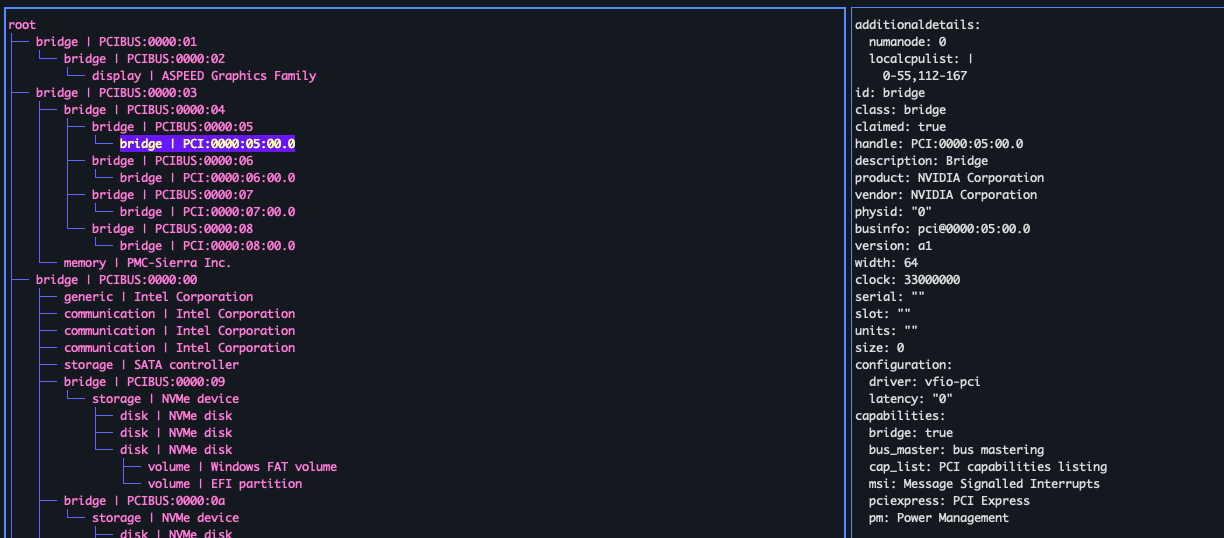 root
bridge | PCIBUS:0000:01
bridge | PCIBUS:0000:02
display | ASPEED Graphics Family
bridge | PCIBUS:0000:03
bridge | PCIBUS:0000:04
bridge | PCIBUS:0000:05
bridge | PCI:0000:05:00.0
bridge | PCIBUS:0000:06
bridge | PCI:0000:06:00.0
bridge | PCIBUS:0000:07
bridge | PCI:0000:07:00.0
bridge | PCIBUS:0000:08
bridge | PCI:0000:08:00.0
memory | PMC-Sierra Inc.
bridge | PCIBUS:0000:00
generic | Intel Corporation
communication | Intel Corporation
communication | Intel Corporation
communication | Intel Corporation
storage | SATA controller
bridge | PCIBUS:0000:09
storage | NVMe device
disk | NVMe disk
disk | NVMe disk
disk | NVMe disk
volume | Windows FAT volume
volume | EFI partition
bridge | PCIBUS:0000:0a
storage | NVMe device
disk | NVMe disk
additionaldetails:
numanode: 0
localcpulist: |
0-55,112-167
id: bridge
class: bridge
claimed: true
handle: PCI:0000:05:00.0
description: Bridge
product: NVIDIA Corporation
vendor: NVIDIA Corporation
physid: "0"
businfo: pci@0000:05:00.0
version: a1
width: 64
clock: 33000000
serial: ""
slot: ""
units: ""
size: 0
configuration:
driver: vfio-pci
latency: "0"
capabilities:
bridge: true
bus_master: bus mastering
cap_list: PCI capabilities listing
msi: Message Signalled Interrupts
pciexpress: PCI Express
pm: Power Management